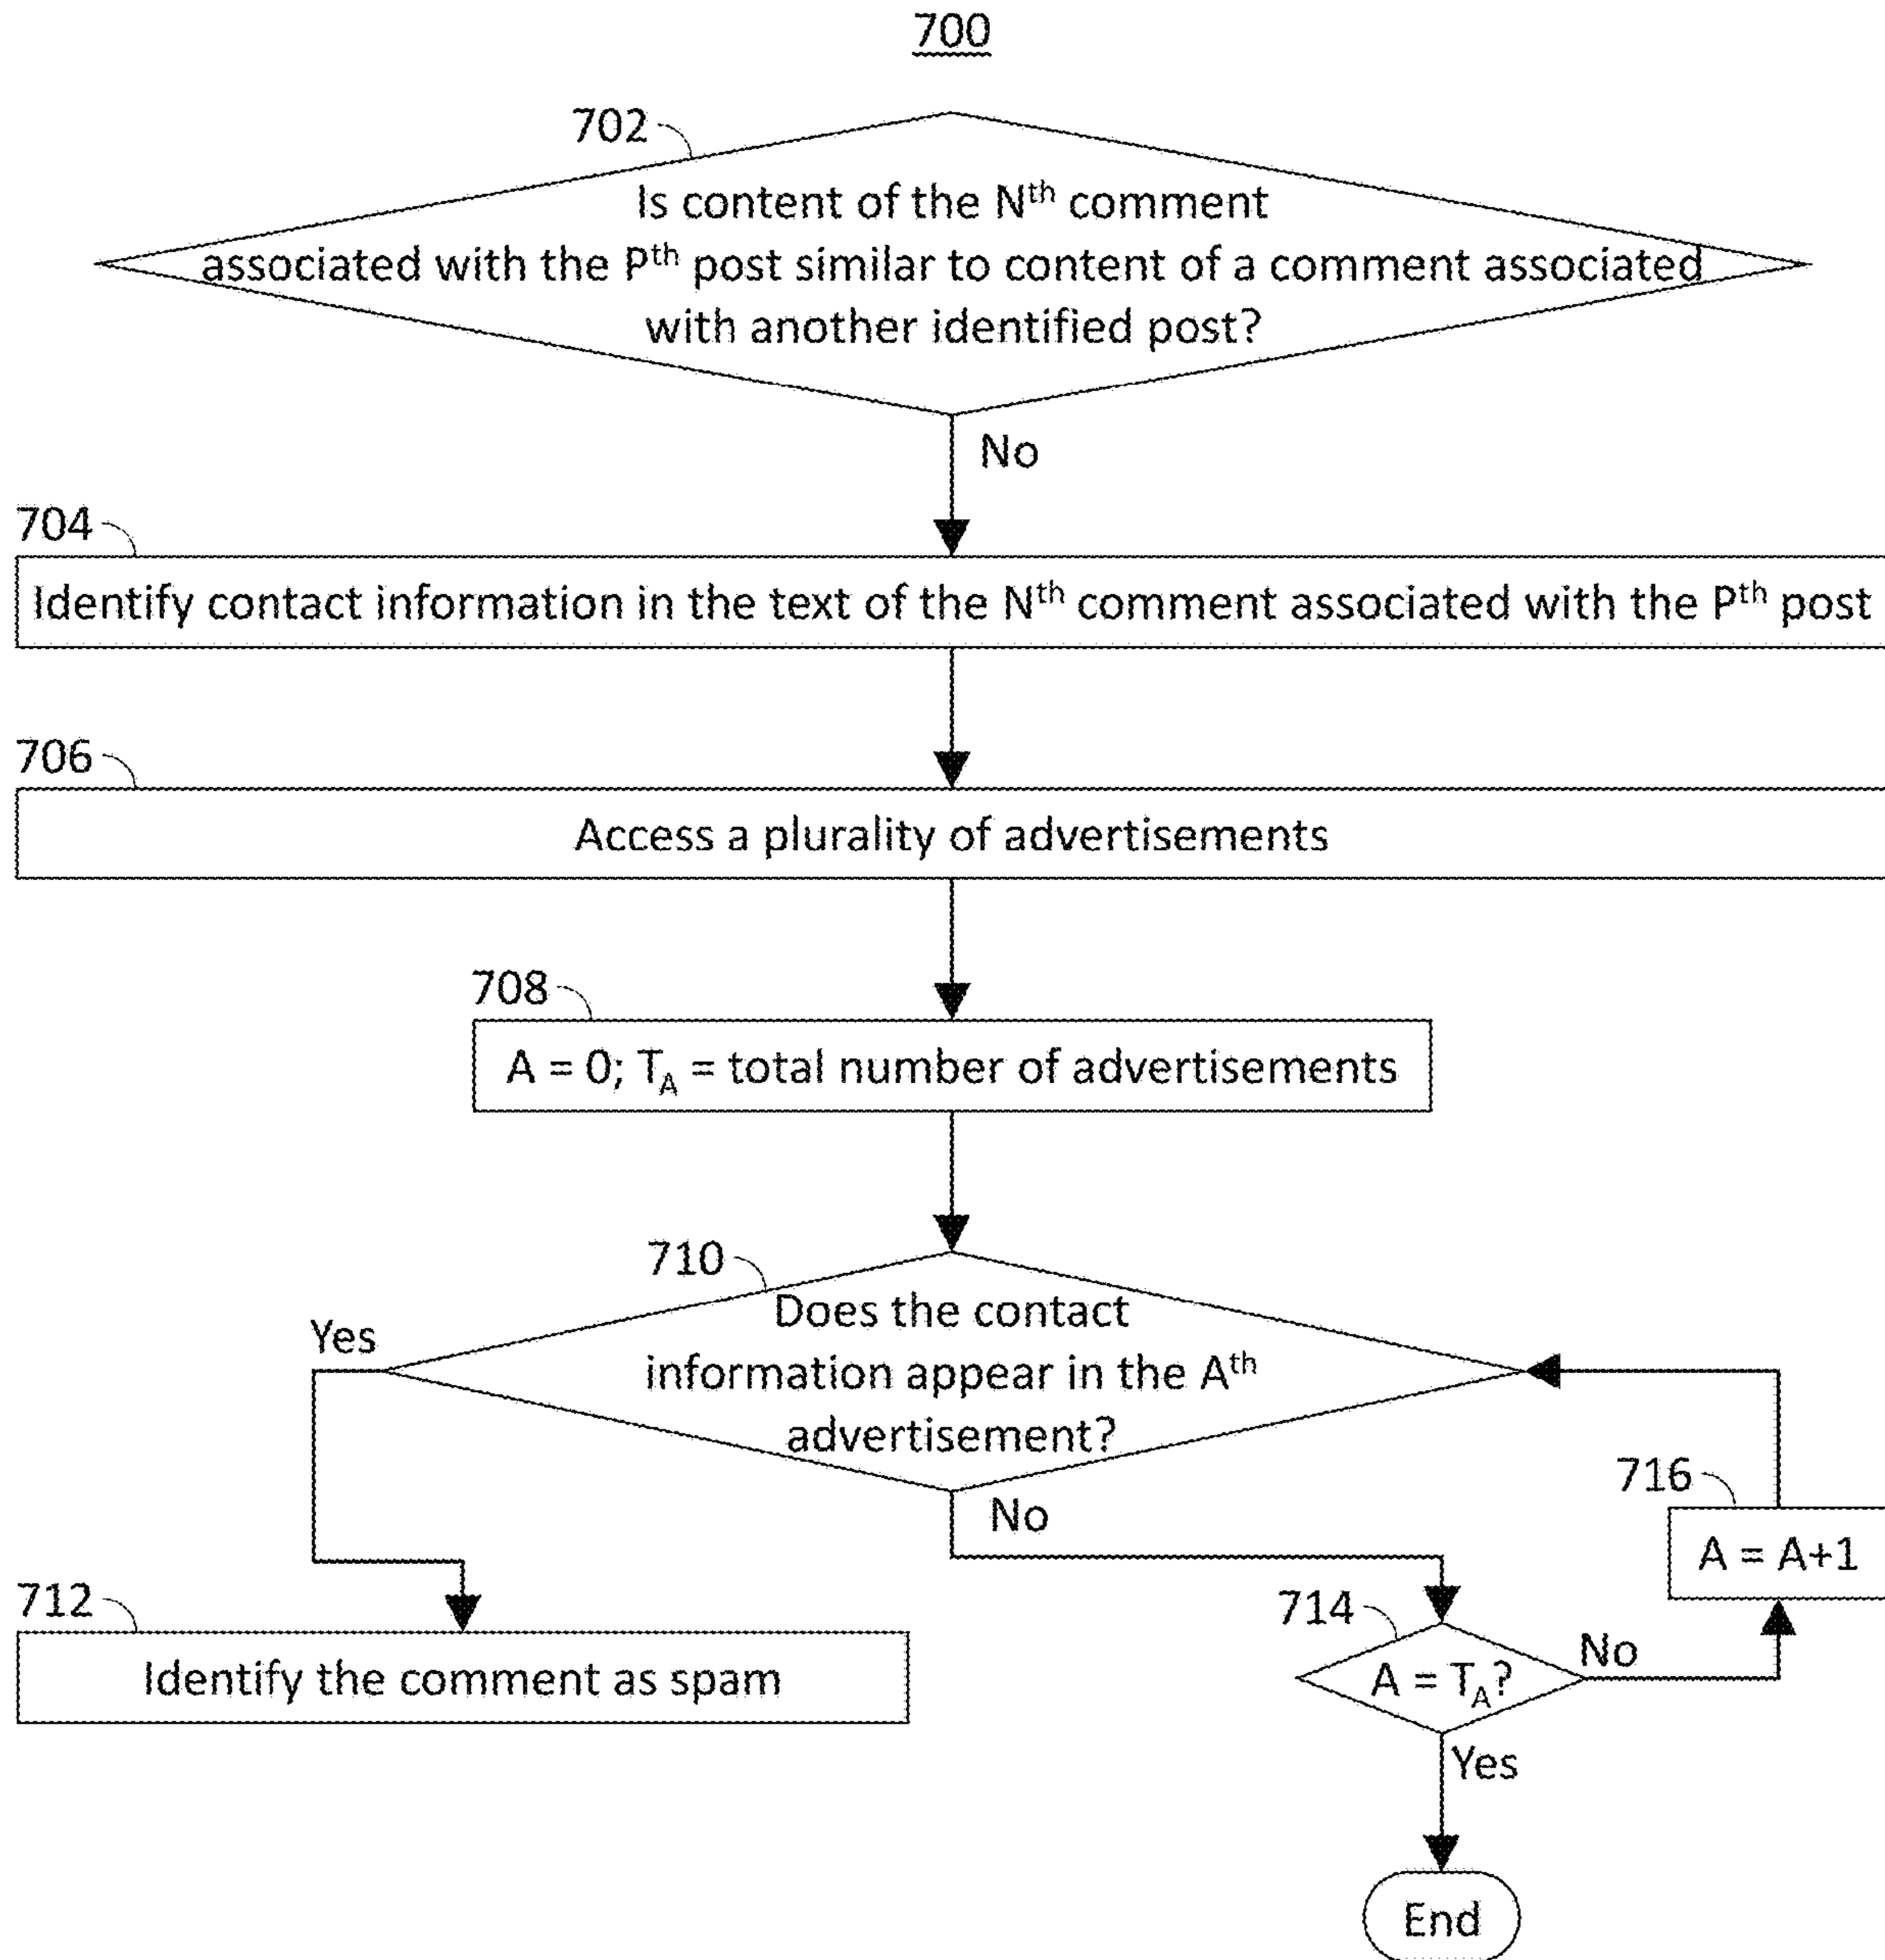 700
702
Is content of the Nth comment
associated with the Pth post similar to content of a comment associated
with another identified post?
No
704
Identify contact information in the text of the Nth comment associated with the Pth post
706
Access a plurality of advertisements
708
A = 0; TA = total number of advertisements
710
Does the contact
information appear in the Ath
advertisement?
Yes
No
716
A = A+1
712
Identify the comment as spam
714
A = TA?
No
Yes
End